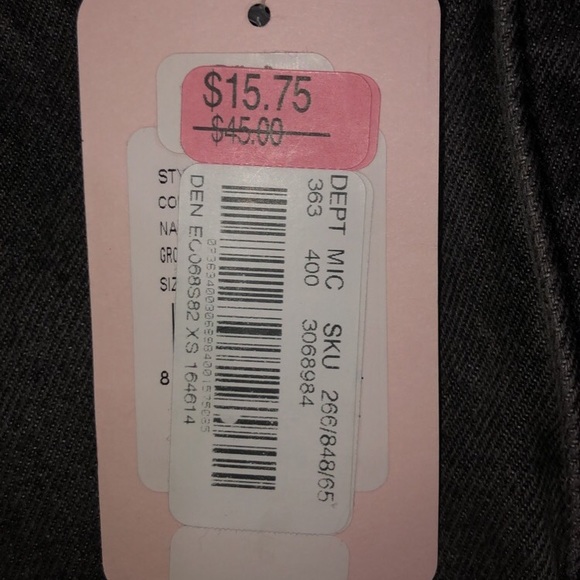 $15.75
$45.00
STY
CO
NA
GRO
SIZ
8
DEPT MIC SKU 266/848/65
363 400 3068984
DEN EC068S82 XS 164614